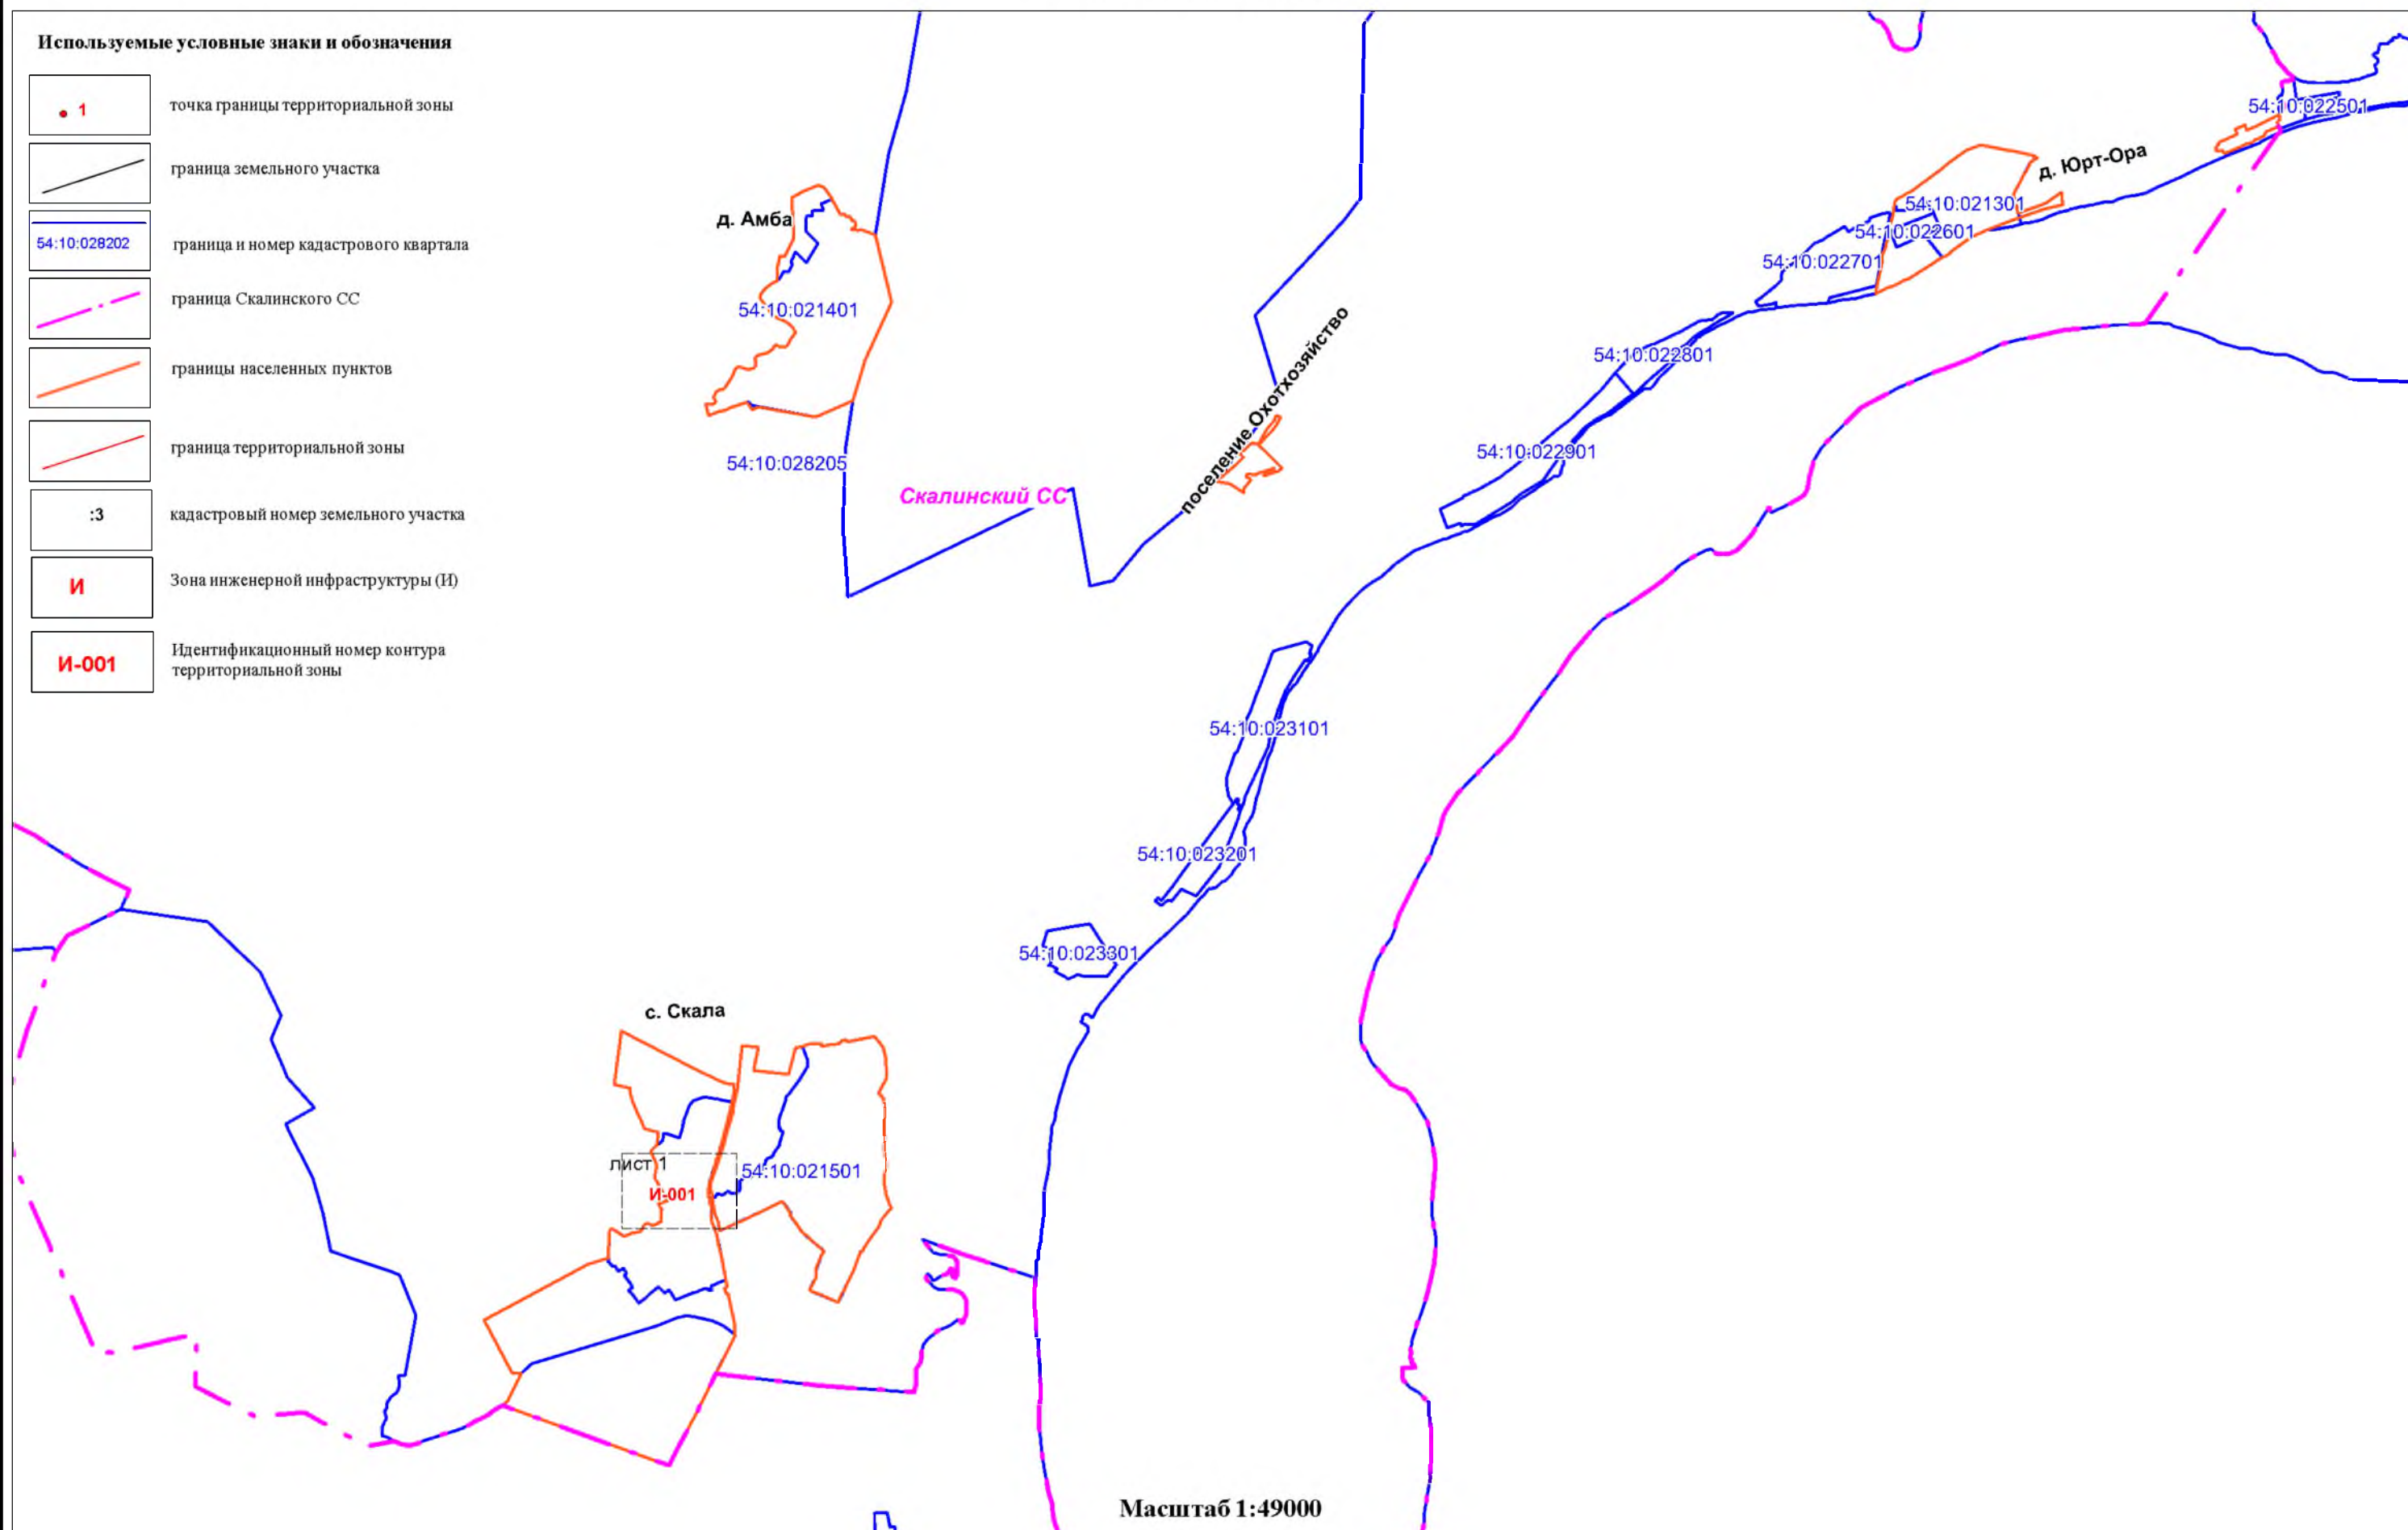 Используемые условные знаки и обозначения
1
точка границы территориальной зоны
граница земельного участка
54:10:028202
граница и номер кадастрового квартала
граница Скалинского СС
границы населенных пунктов
граница территориальной зоны
:3
кадастровый номер земельного участка
И
Зона инженерной инфраструктуры (И)
И-001
Идентификационный номер контура
территориальной зоны
54:10:022501
д. Юрт-Ора
54:10:021301
д. Амба
54:10:022601
54:10:022701
54:10:021401
54:10:022801
поселение Охотхозяйство
54:10:022901
54:10:028205
Скалинский СС
54:10:023101
54:10:023201
54:10:023301
с. Скала
лист 1
54:10:021501
И-001
Масштаб 1:49000